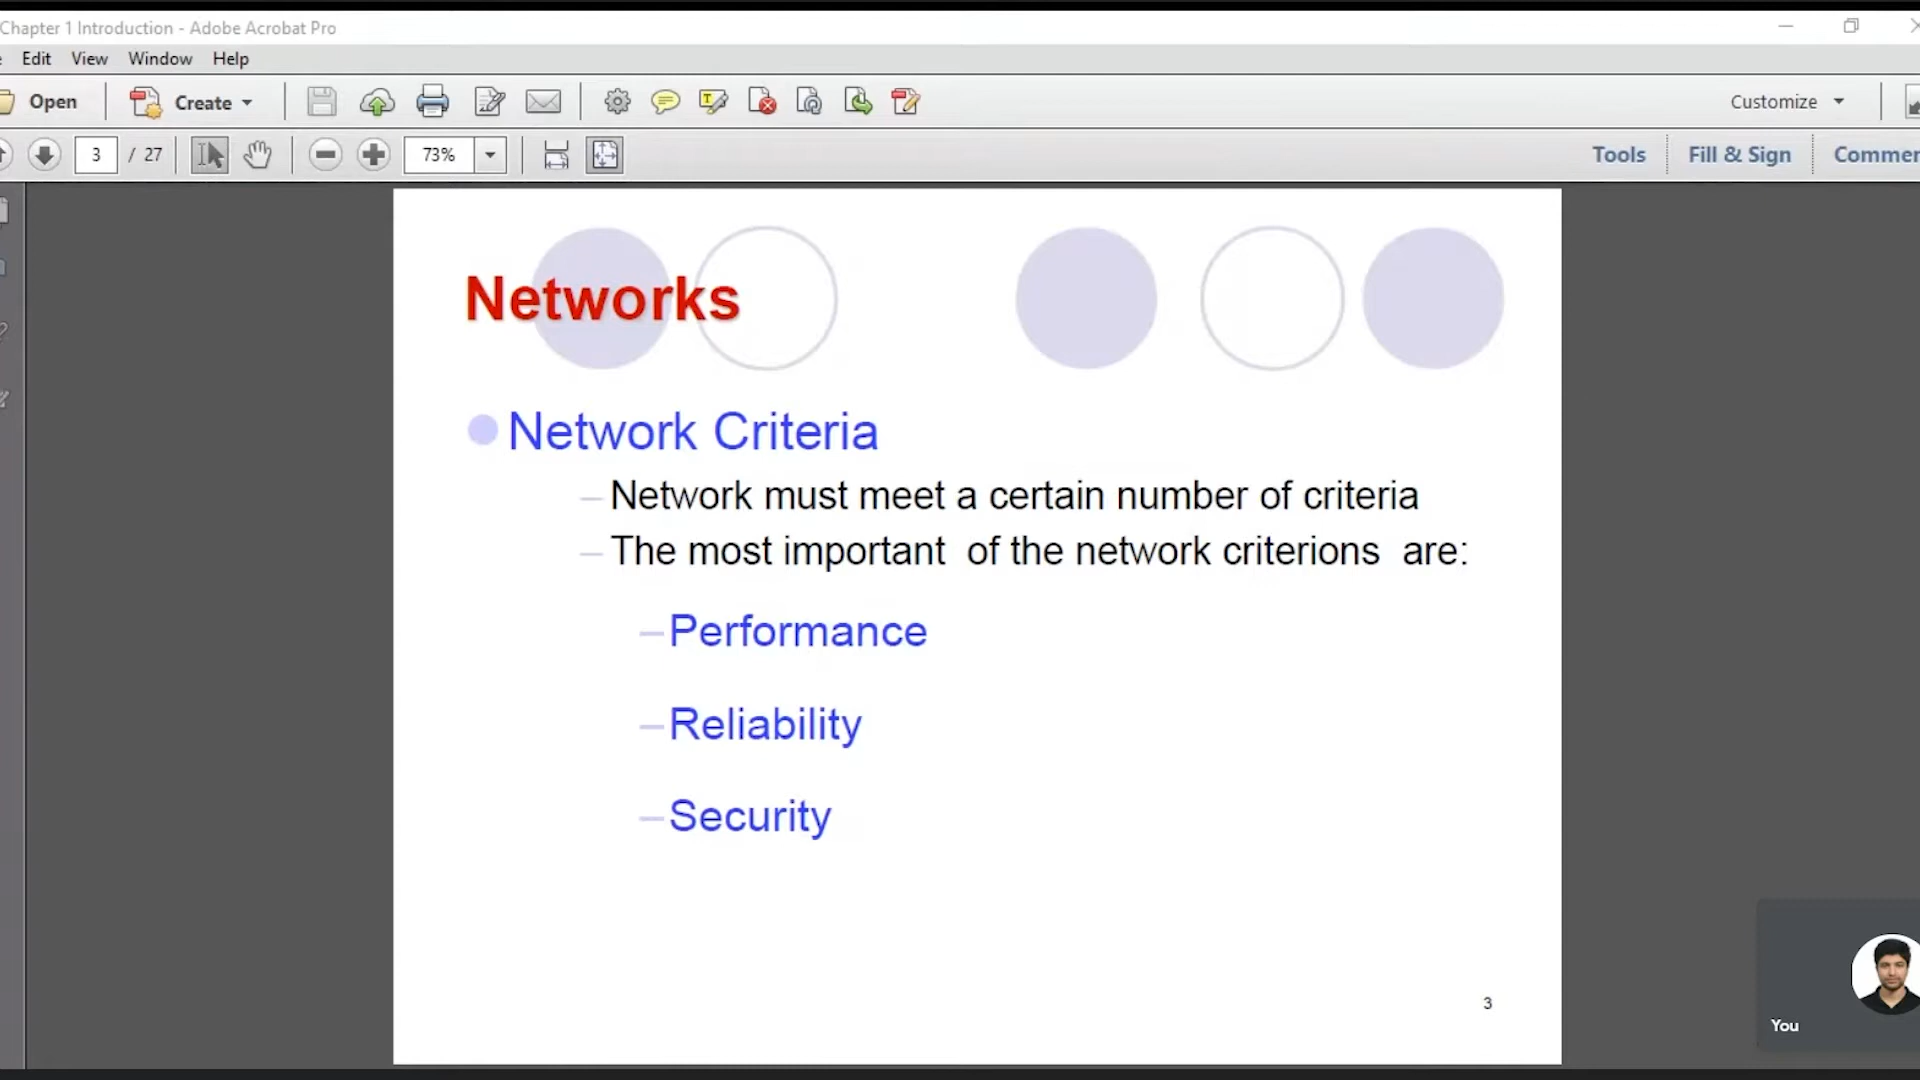 Chapter 1 Introduction - Adobe Acrobat Pro
Edit View Window Help
Open Create Customize
3 / 27 73% Tools Fill & Sign
Networks
Network Criteria
– Network must meet a certain number of criteria
– The most important of the network criterions are:
– Performance
– Reliability
– Security
3
You